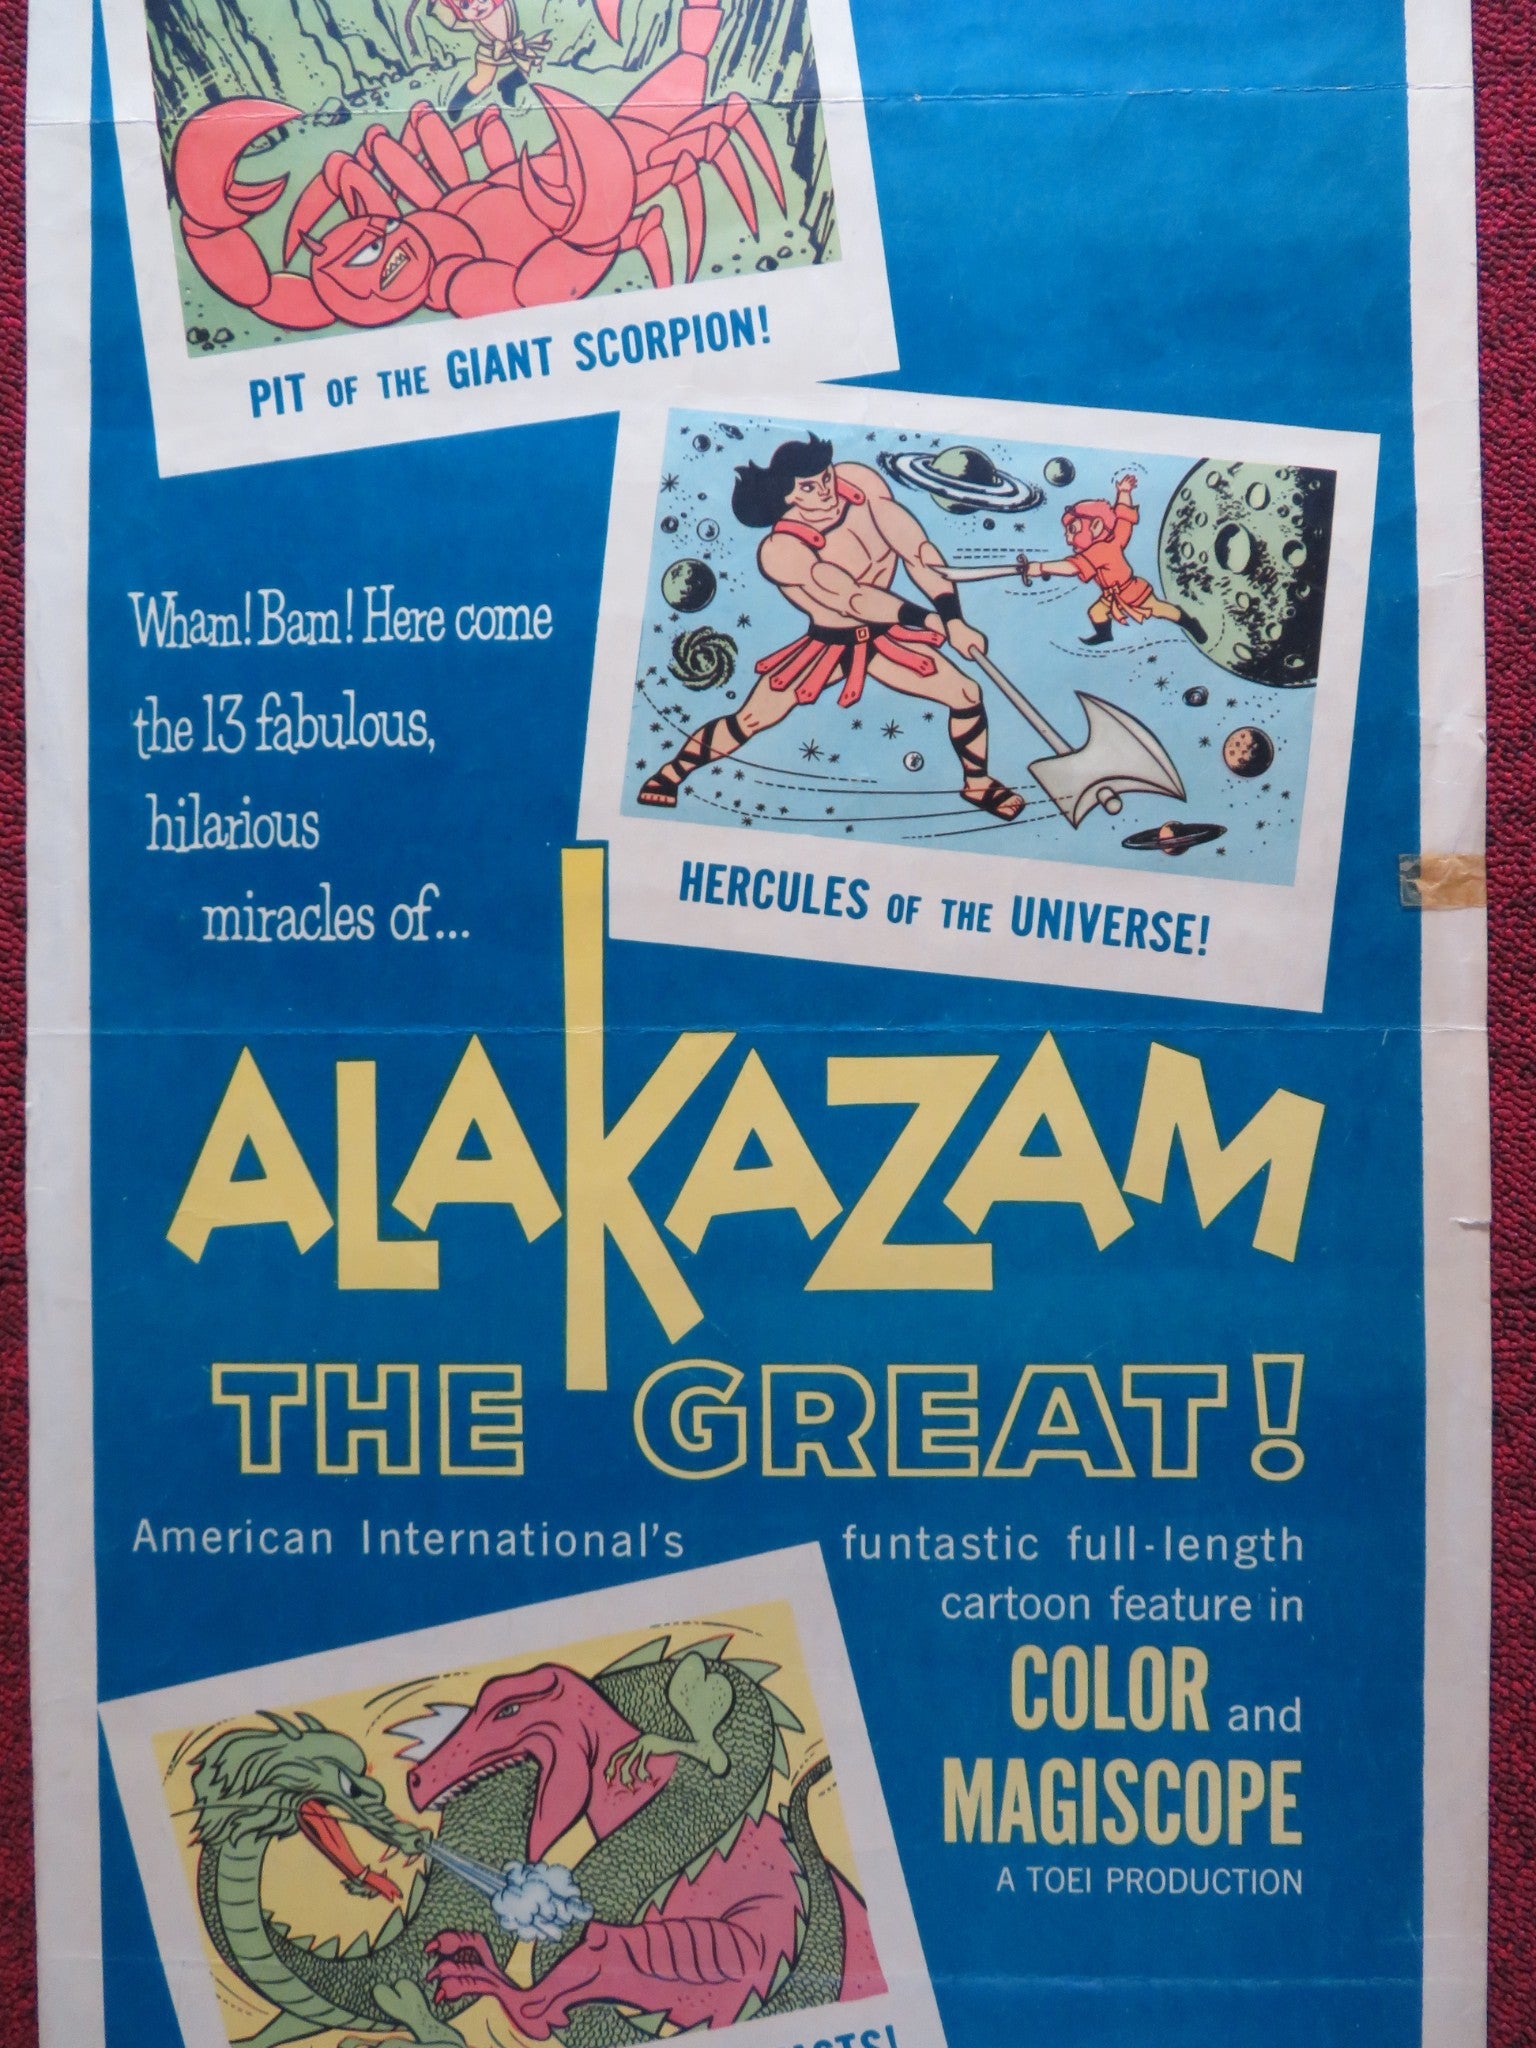 PIT OF THE GIANT SCORPION!
HERCULES OF THE UNIVERSE!
Wham! Bam! Here come
the 13 fabulous,
hilarious
miracles of...
ALAKAZAM
THE GREAT!
American International's funtastic full-length
cartoon feature in
COLOR and
MAGISCOPE
A TOEI PRODUCTION